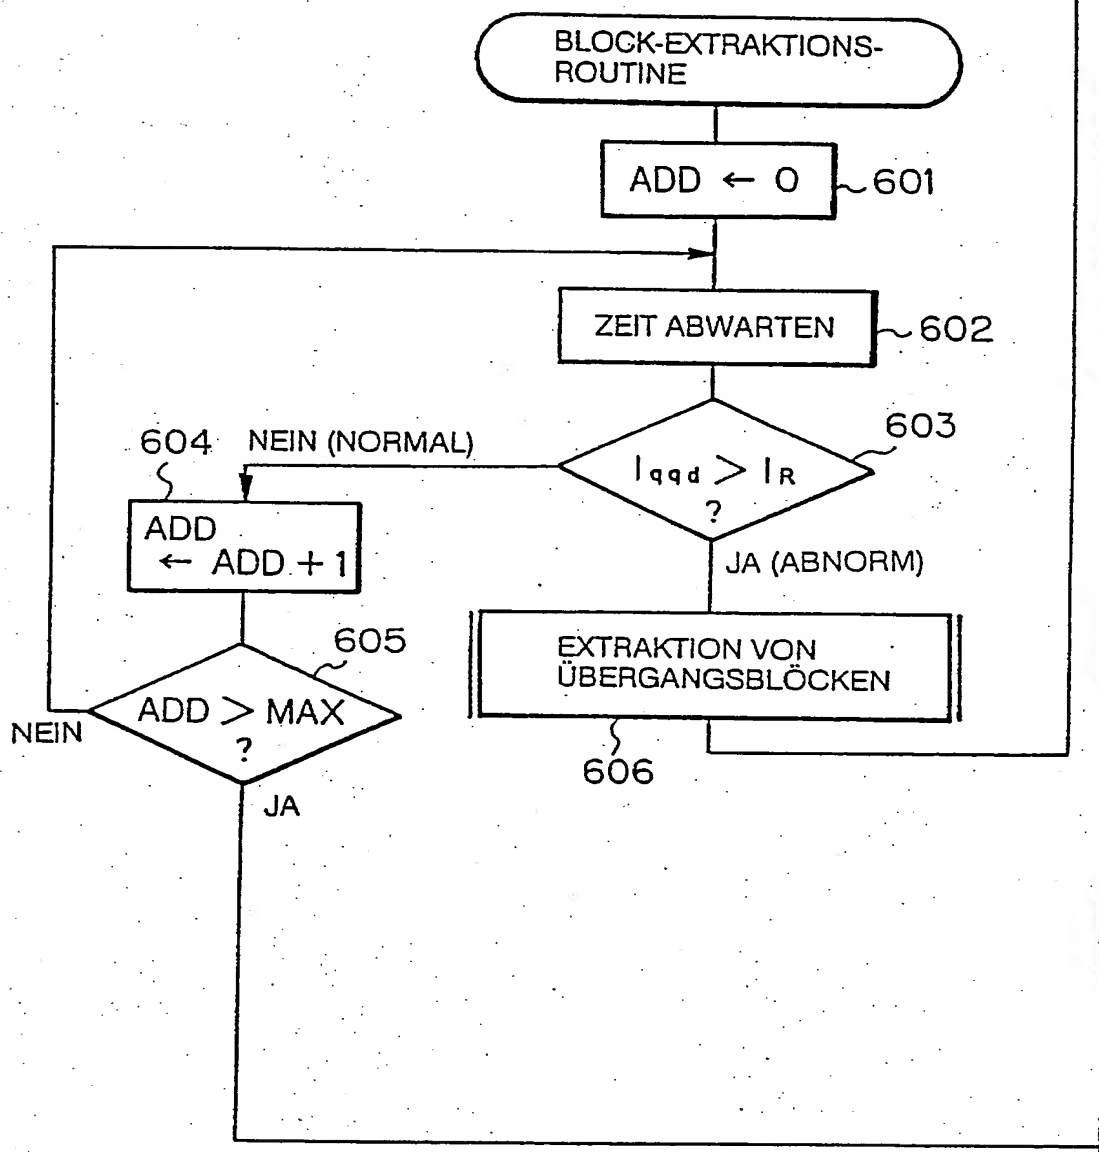 BLOCK-EXTRAKTIONS-
ROUTINE
ADD ← 0
601
ZEIT ABWARTEN
602
603
Iqqd > IR
?
NEIN (NORMAL)
604
ADD
← ADD + 1
JA (ABNORM)
605
ADD > MAX
?
NEIN
JA
EXTRAKTION VON
ÜBERGANGSBLÖCKEN
606